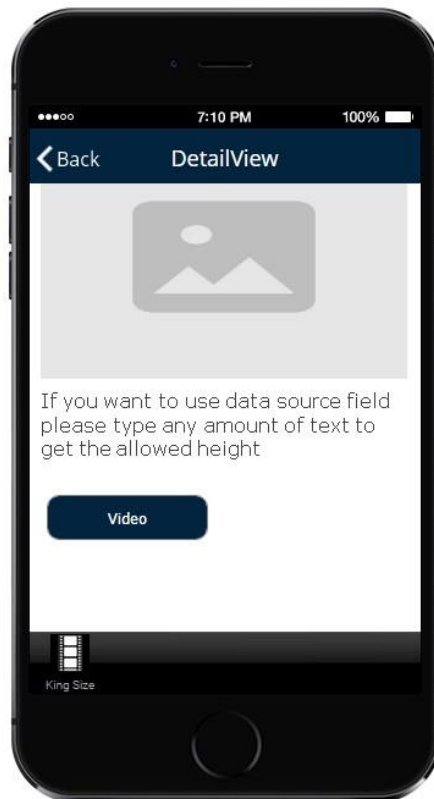 7:10 PM
100%
Back
DetailView
If you want to use data source field
please type any amount of text to
get the allowed height
Video
King Size